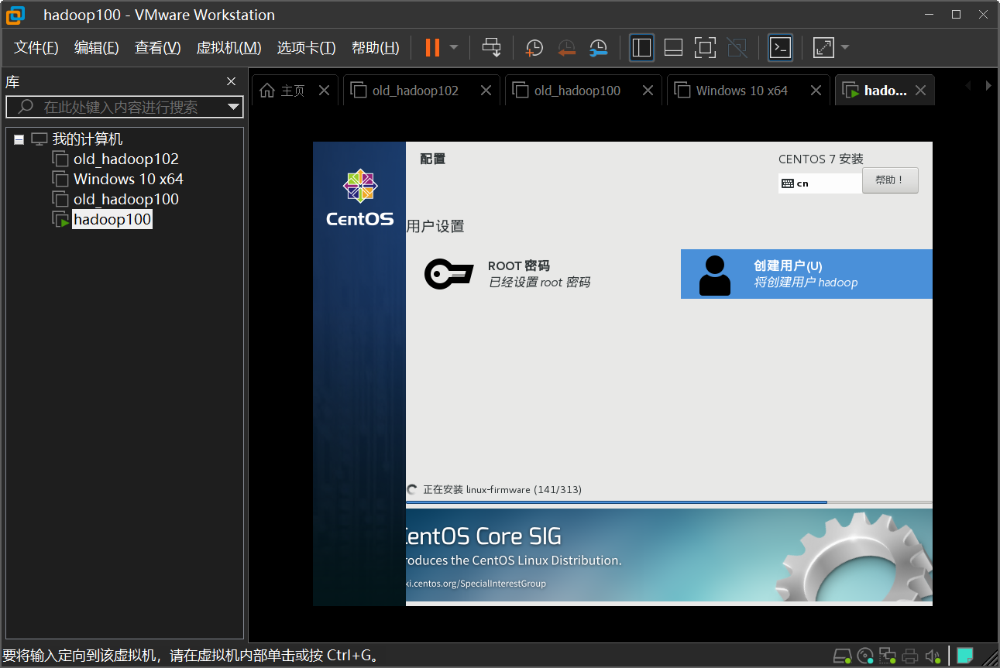 hadoop100 - VMware Workstation
文件(F) 编辑(E) 查看(V) 虚拟机(M) 选项卡(T) 帮助(H)
库
在此处键入内容进行搜索
我的计算机
old_hadoop102
Windows 10 x64
old_hadoop100
hadoop100
主页 old_hadoop102 old_hadoop100 Windows 10 x64 hado...
CentOS
配置
CENTOS 7 安装
cn
帮助！
用户设置
ROOT 密码
已经设置 root 密码
创建用户(U)
将创建用户 hadoop
正在安装 linux-firmware (141/313)
CentOS Core SIG
roduces the CentOS Linux Distribution.
ki.centos.org/SpecialInterestGroup
要将输入定向到该虚拟机，请在虚拟机内部单击或按 Ctrl+G。